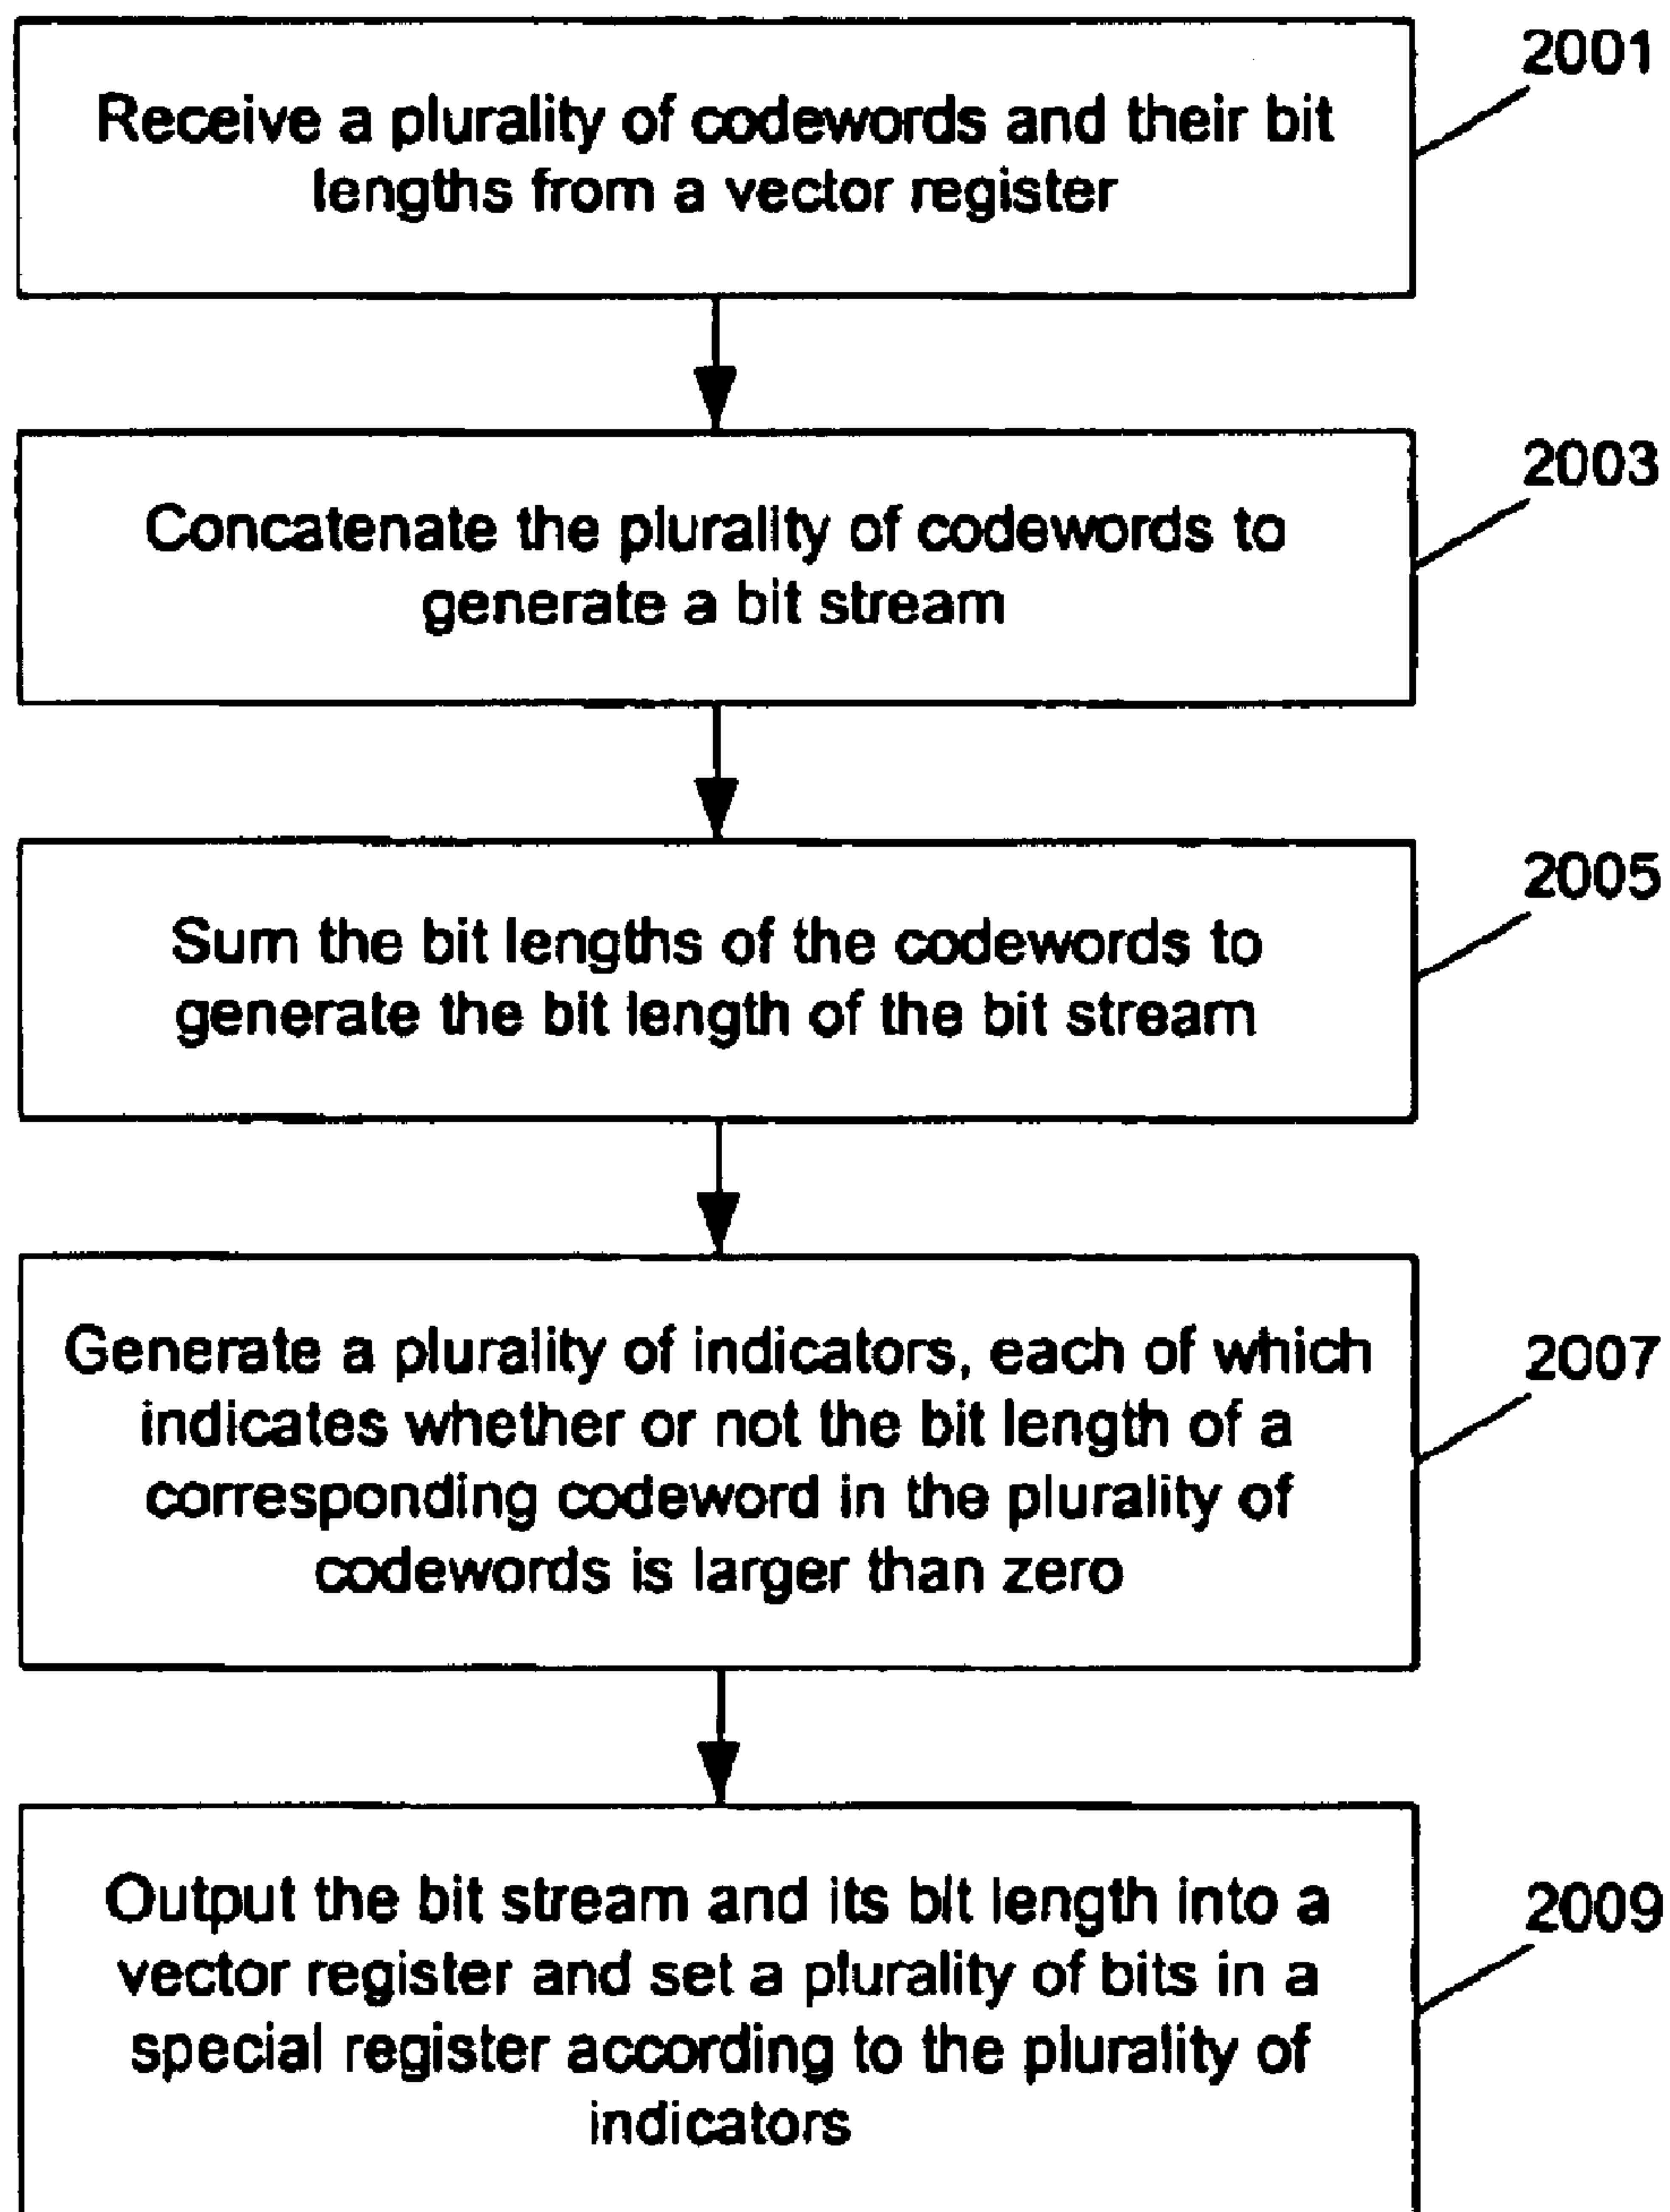 2001
Receive a plurality of codewords and their bit
lengths from a vector register
2003
Concatenate the plurality of codewords to
generate a bit stream
2005
Sum the bit lengths of the codewords to
generate the bit length of the bit stream
2007
Generate a plurality of indicators, each of which
indicates whether or not the bit length of a
corresponding codeword in the plurality of
codewords is larger than zero
2009
Output the bit stream and its bit length into a
vector register and set a plurality of bits in a
special register according to the plurality of
indicators